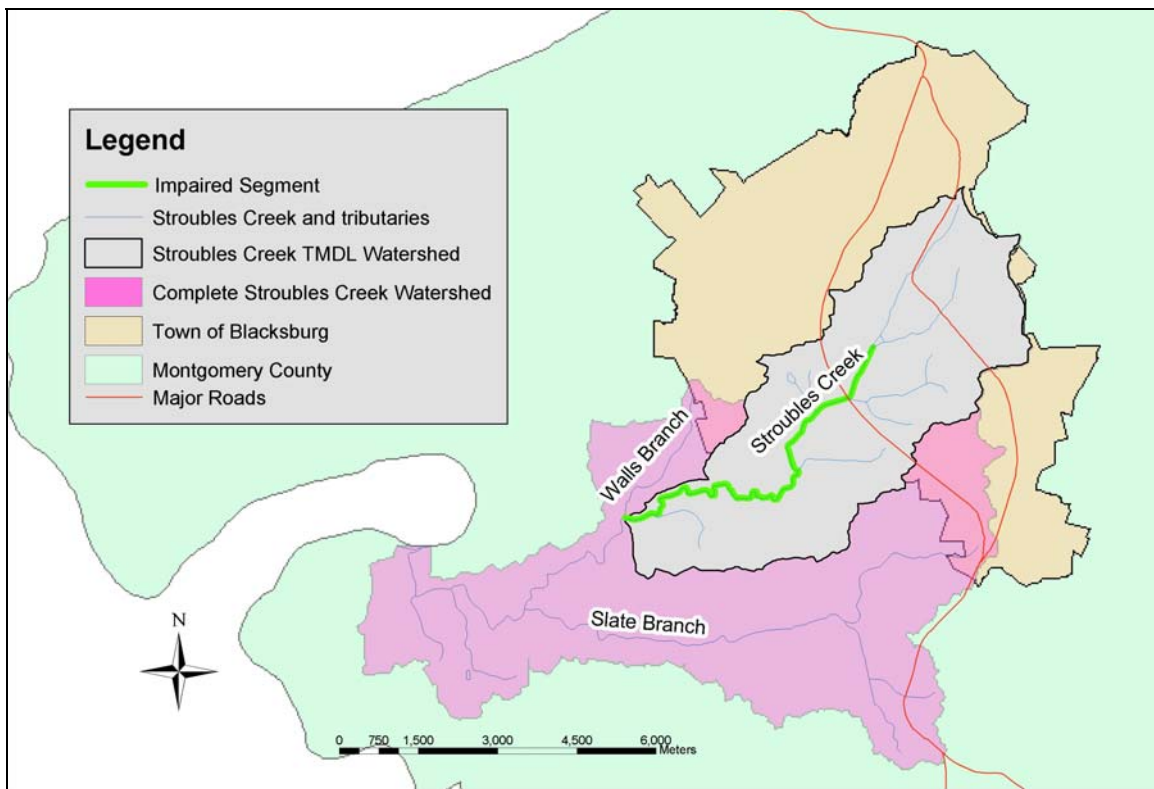 Legend
Impaired Segment
Stroubles Creek and tributaries
Stroubles Creek TMDL Watershed
Complete Stroubles Creek Watershed
Town of Blacksburg
Montgomery County
Major Roads
Stroubles Creek
Walls Branch
Slate Branch
N
0 750 1,500 3,000 4,500 6,000
Meters